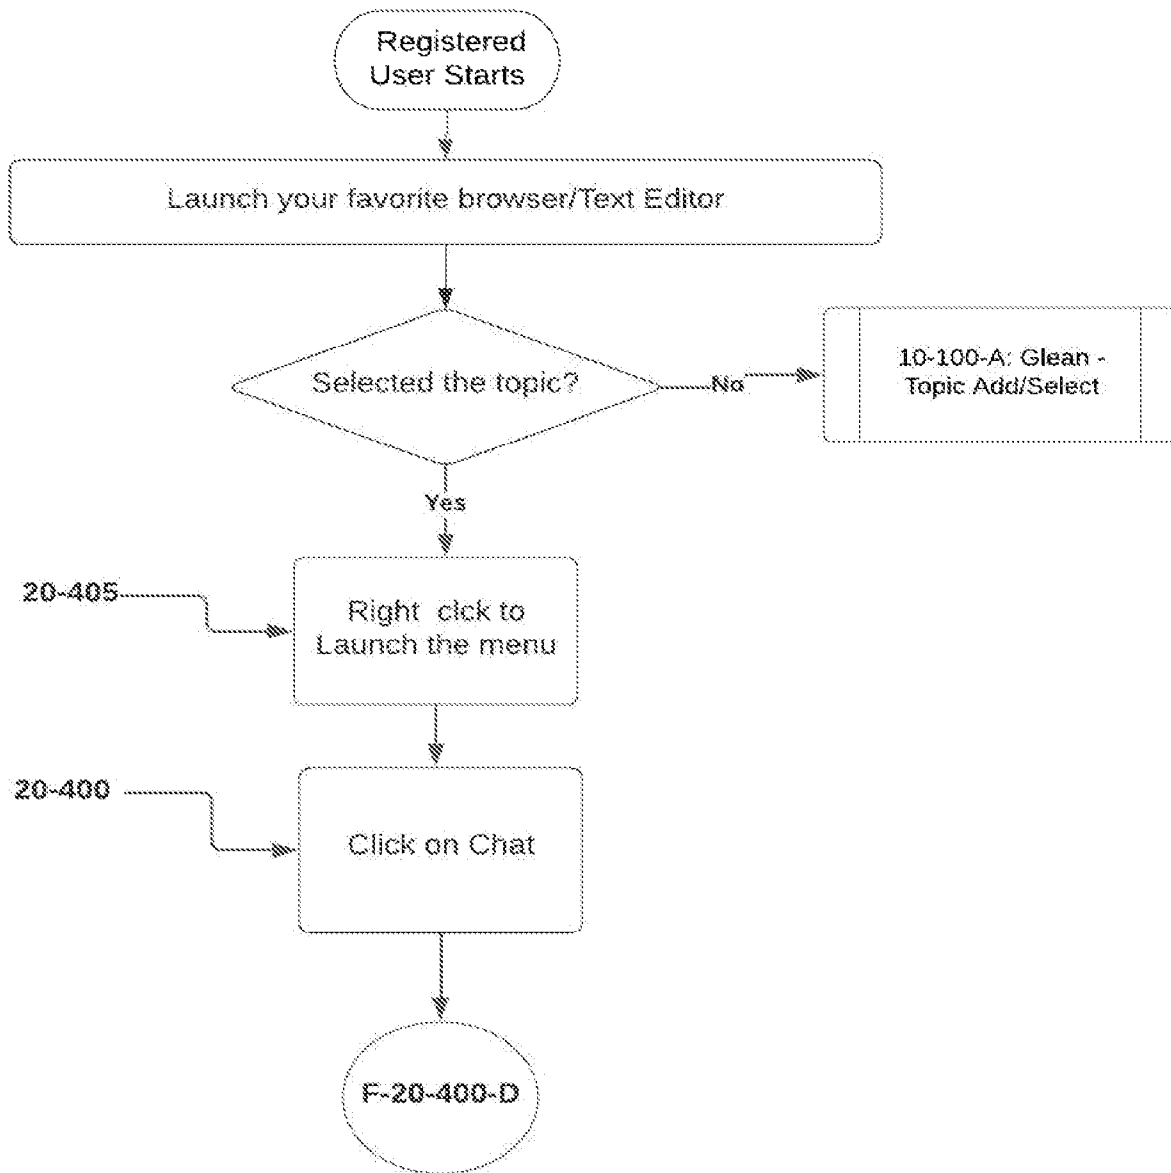 Registered
User Starts
Launch your favorite browser/Text Editor
Selected the topic?
No
10-100-A: Glean -
Topic Add/Select
Yes
20-405
Right clck to
Launch the menu
20-400
Click on Chat
F-20-400-D